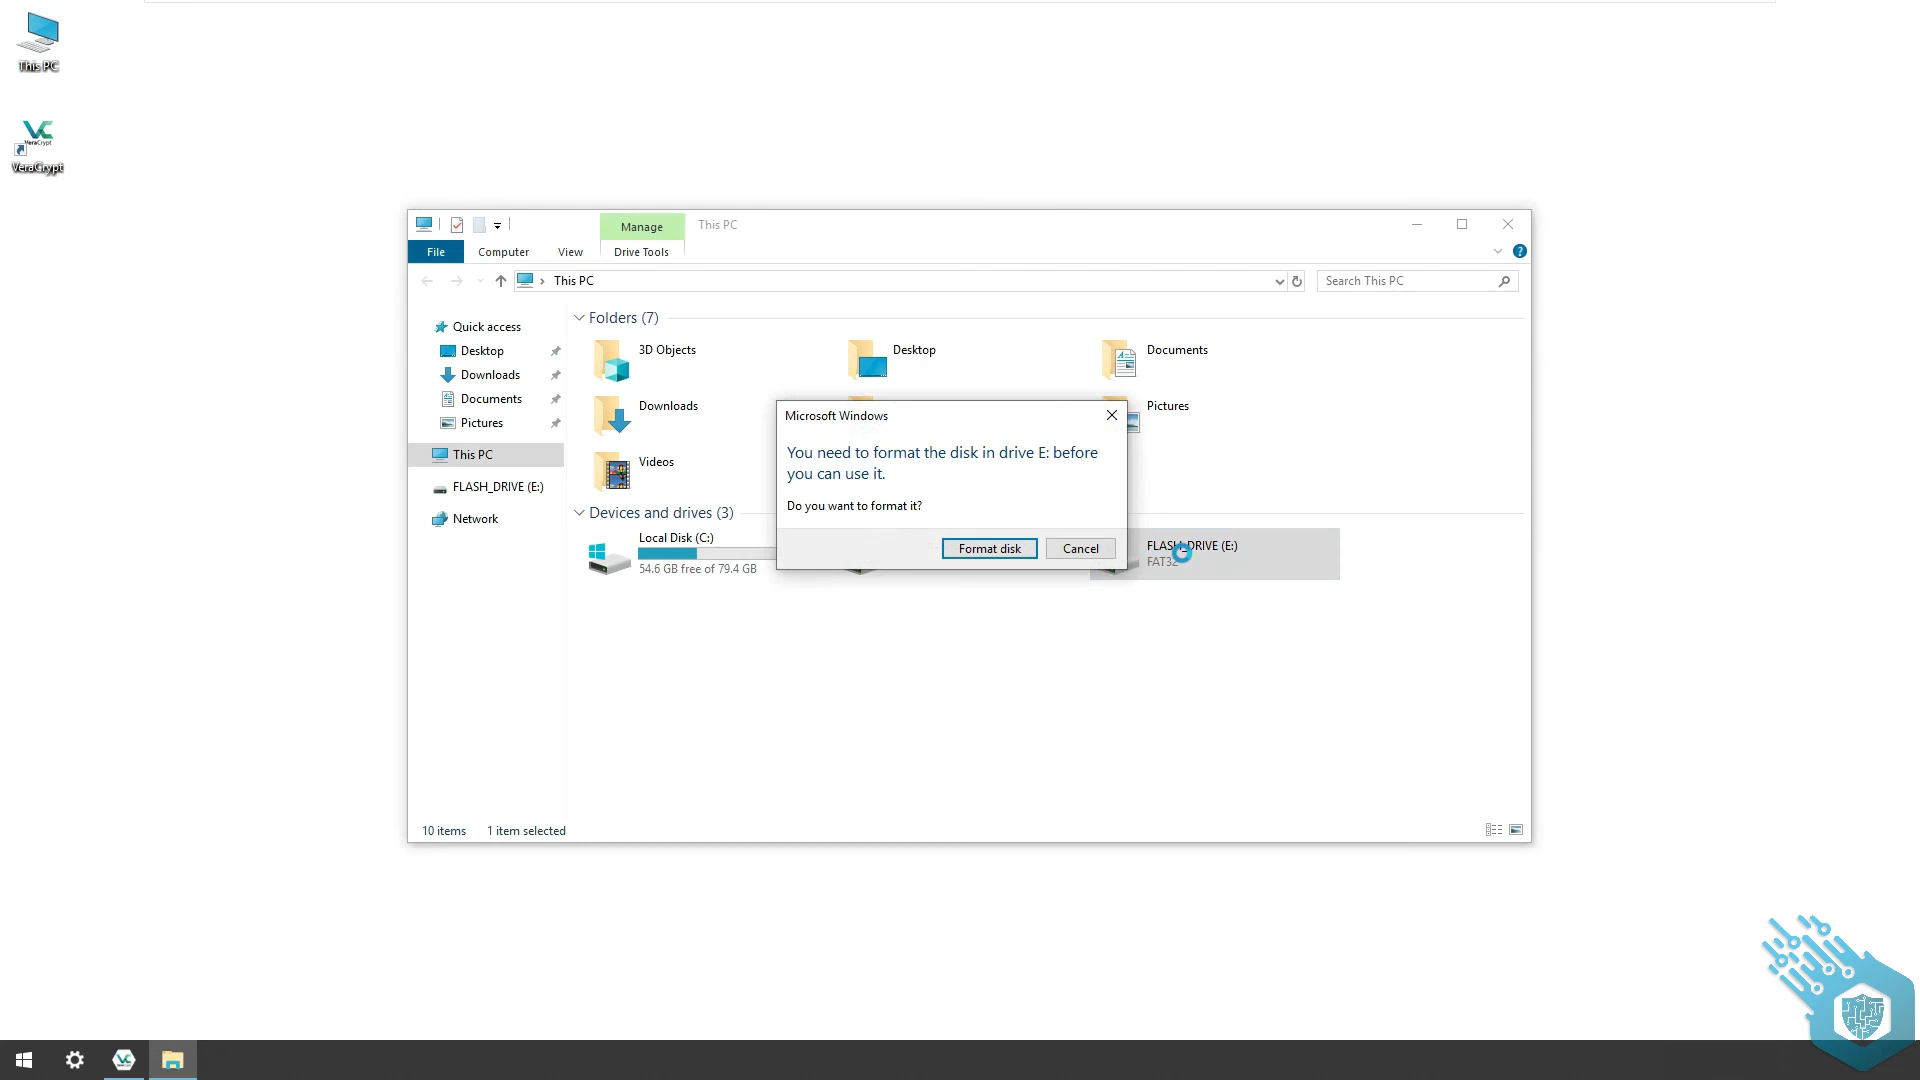 This PC
VeraCrypt
VeraCrypt
Manage
This PC
File
Computer
View
Drive Tools
This PC
Search This PC
Quick access
Desktop
Downloads
Documents
Pictures
This PC
FLASH_DRIVE (E:)
Network
Folders (7)
3D Objects
Desktop
Documents
Downloads
Pictures
Videos
Microsoft Windows
You need to format the disk in drive E: before
you can use it.
Do you want to format it?
Format disk
Cancel
Devices and drives (3)
Local Disk (C:)
54.6 GB free of 79.4 GB
FLASH_DRIVE (E:)
FAT32
10 items
1 item selected